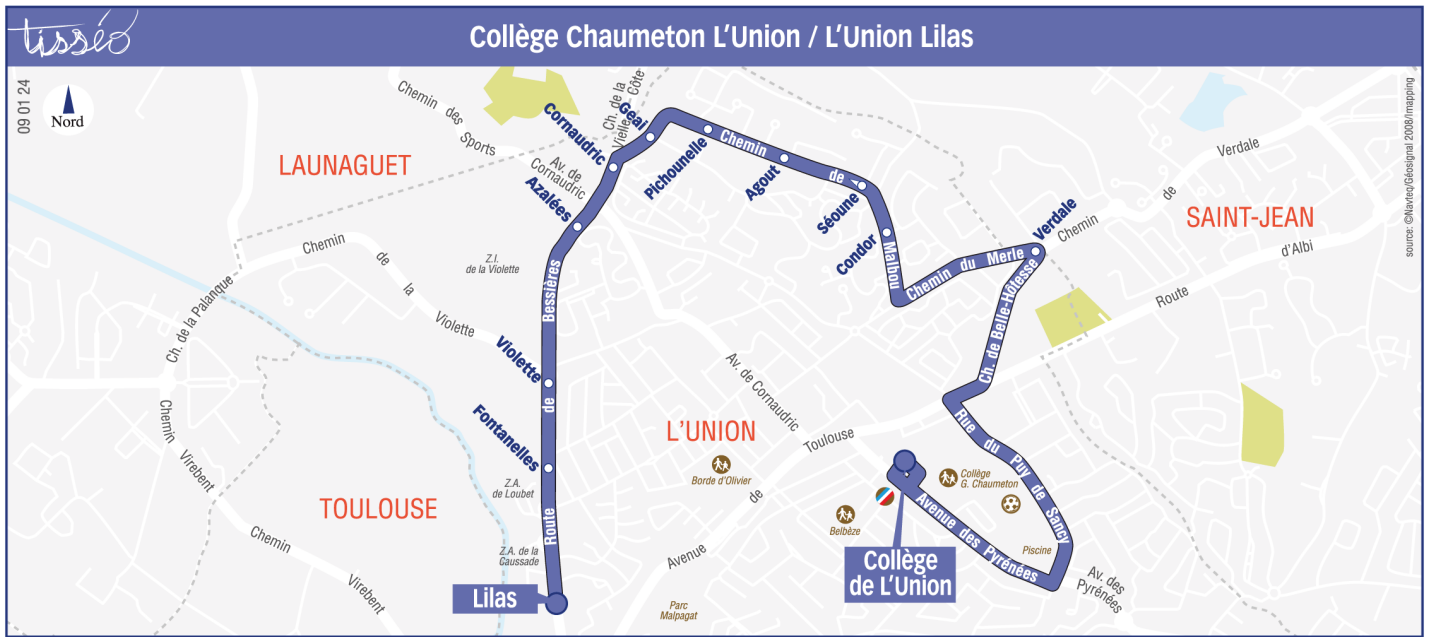 tisséo
Collège Chaumeton L'Union / L'Union Lilas
09 01 24
Nord
source: ©Navteq/Géosignal 2008/Imapping
Chemin des Sports
Ch. de la
Vieille - Côte
Geai
Cornaudric
LAUNAGUET
Av. de
Cornaudric
Azalées
Pichounelle
Chemin de Malbou
Agout
Séoune
Condor
Verdale
Chemin de Verdale
SAINT-JEAN
Route d'Albi
Chemin du Merle
Ch. de Belle-Hôtesse
Chemin de la Violette
Z.I.
de la Violette
Ch. de la Palanque
Route de Bessières
Violette
Fontanelles
Av. de Cornaudric
L'UNION
Avenue de Toulouse
Rue du Puy de Sancy
Borde d'Olivier
Collège
G. Chaumeton
Chemin Virebent
Z.A.
de Loubet
TOULOUSE
Belbèze
Avenue des Pyrénées
Piscine
Chemin Virebent
Z.A. de la
Caussade
Collège
de L'Union
Av. des
Pyrénées
Lilas
Parc
Malpagat